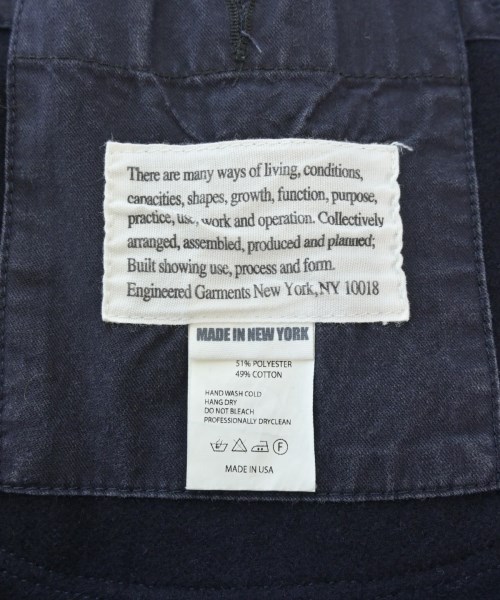 There are many ways of living, conditions,
capacities, shapes, growth, function, purpose,
practice, use, work and operation. Collectively
arranged, assembled, produced and planned;
Built showing use, process and form.
Engineered Garments New York, NY 10018
MADE IN NEW YORK
51% POLYESTER
49% COTTON
HAND WASH COLD
HANG DRY
DO NOT BLEACH
PROFESSIONALLY DRYCLEAN
F
MADE IN USA